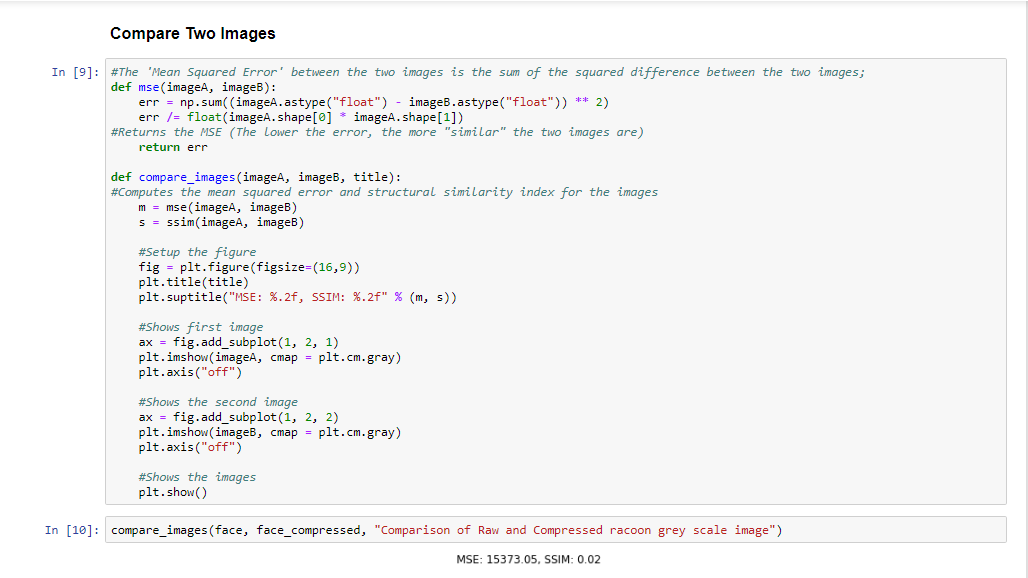 Compare Two Images
In [9]: #The 'Mean Squared Error' between the two images is the sum of the squared difference between the two images;
def mse(imageA, imageB):
    err = np.sum((imageA.astype("float") - imageB.astype("float")) ** 2)
    err /= float(imageA.shape[0] * imageA.shape[1])
#Returns the MSE (The lower the error, the more "similar" the two images are)
    return err

def compare_images(imageA, imageB, title):
#Computes the mean squared error and structural similarity index for the images
    m = mse(imageA, imageB)
    s = ssim(imageA, imageB)

    #Setup the figure
    fig = plt.figure(figsize=(16,9))
    plt.title(title)
    plt.suptitle("MSE: %.2f, SSIM: %.2f" % (m, s))

    #Shows first image
    ax = fig.add_subplot(1, 2, 1)
    plt.imshow(imageA, cmap = plt.cm.gray)
    plt.axis("off")

    #Shows the second image
    ax = fig.add_subplot(1, 2, 2)
    plt.imshow(imageB, cmap = plt.cm.gray)
    plt.axis("off")

    #Shows the images
    plt.show()
In [10]: compare_images(face, face_compressed, "Comparison of Raw and Compressed racoon grey scale image")
MSE: 15373.05, SSIM: 0.02